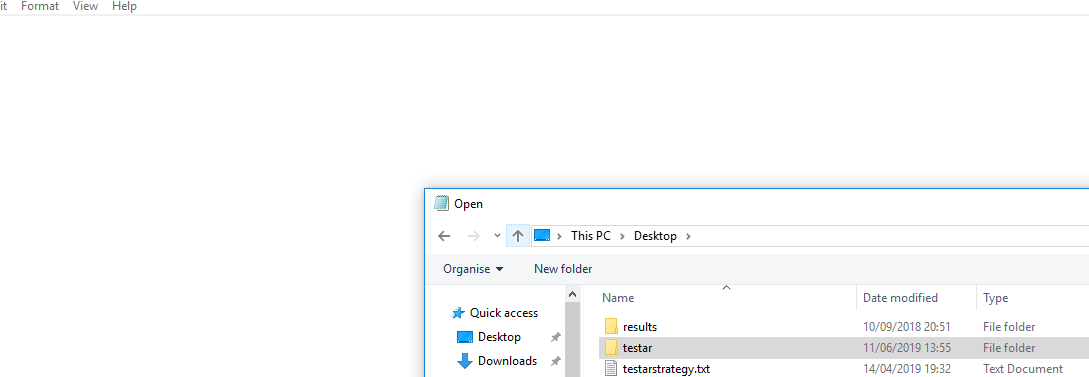 it Format View Help
Open
This PC > Desktop >
Organise New folder
Name Date modified Type
Quick access
Desktop
Downloads
results 10/09/2018 20:51 File folder
testar 11/06/2019 13:55 File folder
testarstrategy.txt 14/04/2019 19:32 Text Document